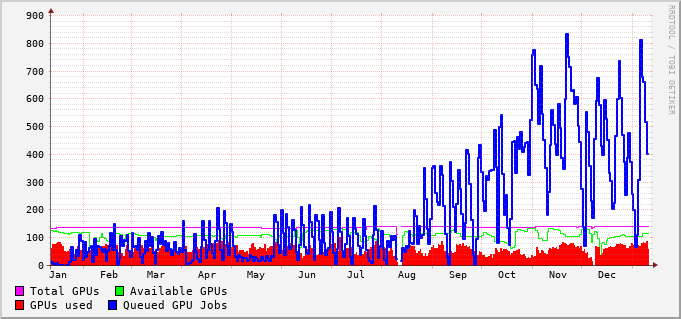 900
800
700
600
500
400
300
200
100
0
Jan Feb Mar Apr May Jun Jul Aug Sep Oct Nov Dec
Total GPUs Available GPUs
GPUs used Queued GPU Jobs
RRDTOOL / TOBI OETIKER